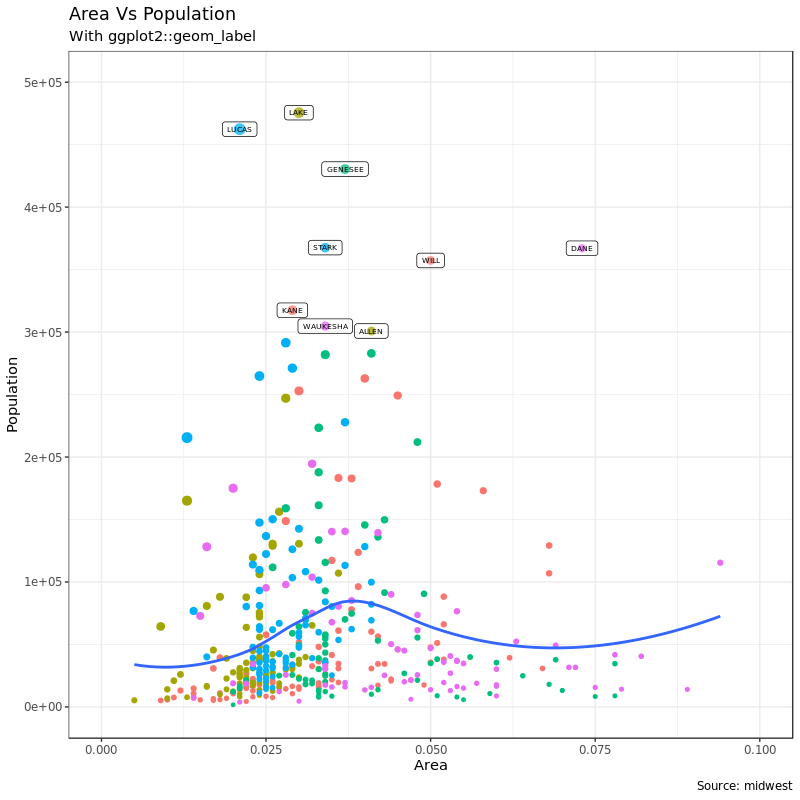 Area Vs Population
With ggplot2::geom_label
Population
5e+05
4e+05
3e+05
2e+05
1e+05
0e+00
LAKE
LUCAS
GENESEE
STARK
DANE
WILL
KANE
WAUKESHA
ALLEN
0.000
0.025
0.050
0.075
0.100
Area
Source: midwest